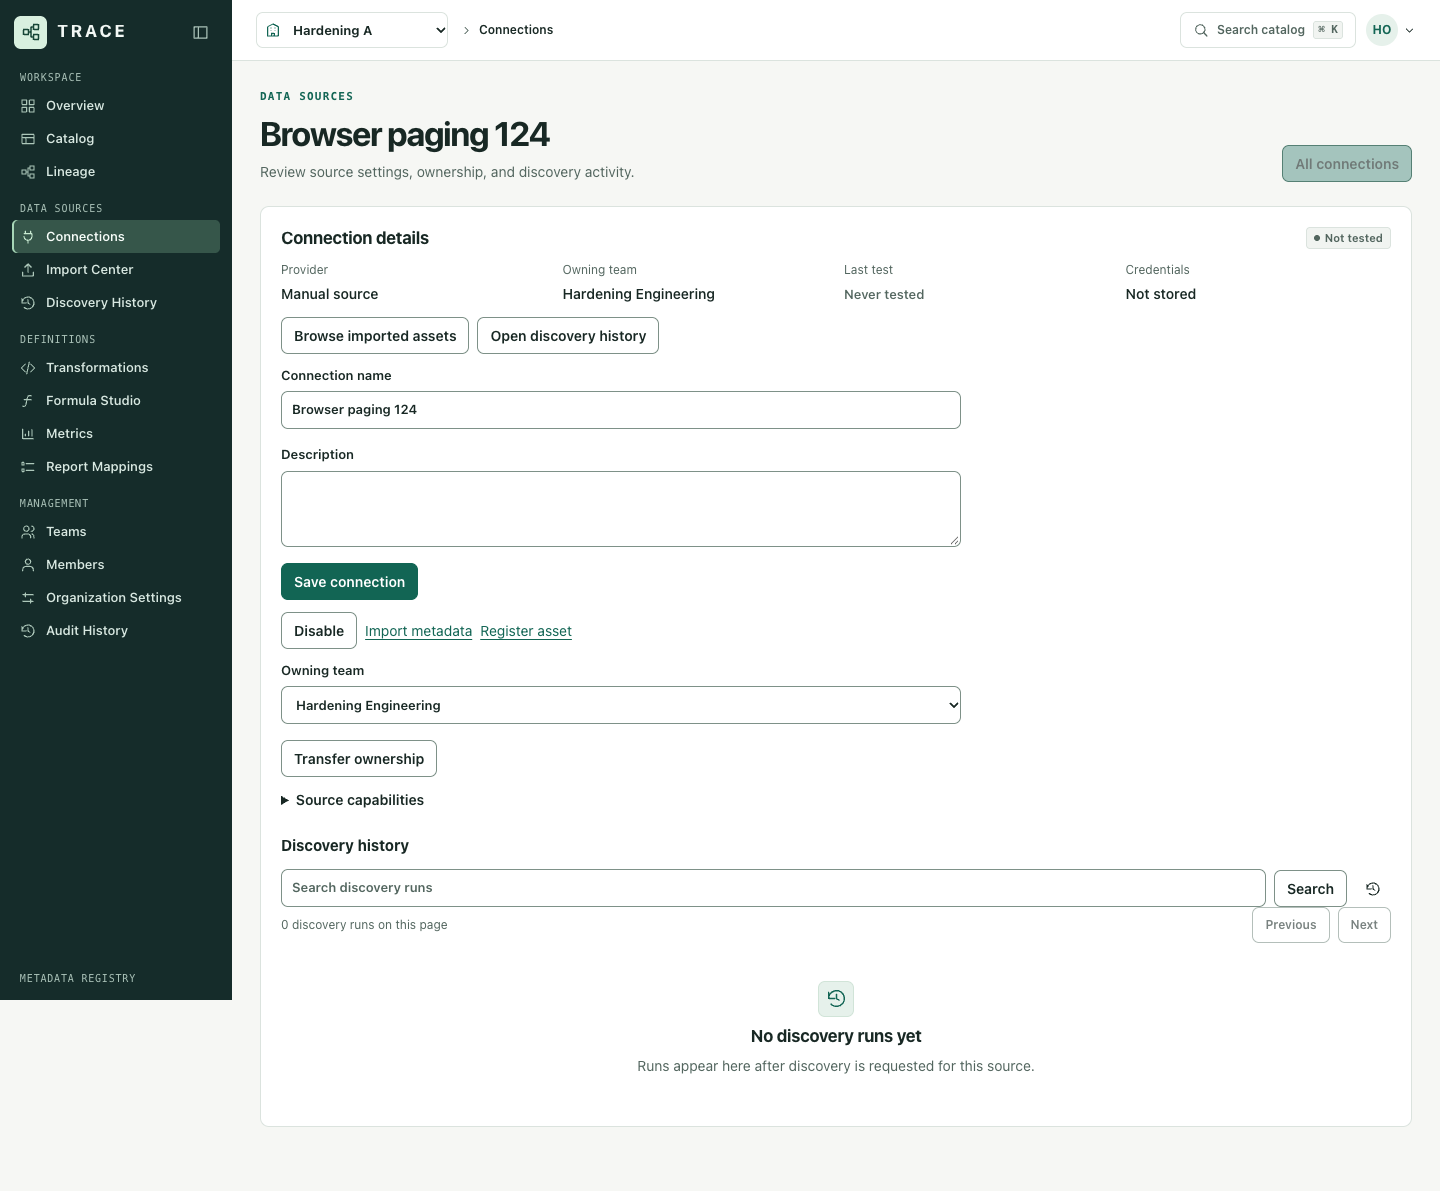 TRACE
Hardening A
Connections
Search catalog
⌘ K
HO
WORKSPACE
Overview
Catalog
Lineage
DATA SOURCES
Connections
Import Center
Discovery History
DEFINITIONS
Transformations
Formula Studio
Metrics
Report Mappings
MANAGEMENT
Teams
Members
Organization Settings
Audit History
METADATA REGISTRY
DATA SOURCES
Browser paging 124
Review source settings, ownership, and discovery activity.
All connections
Connection details
Not tested
Provider
Manual source
Owning team
Hardening Engineering
Last test
Never tested
Credentials
Not stored
Browse imported assets
Open discovery history
Connection name
Browser paging 124
Description
Save connection
Disable
Import metadata
Register asset
Owning team
Hardening Engineering
Transfer ownership
Source capabilities
Discovery history
Search discovery runs
Search
0 discovery runs on this page
Previous
Next
No discovery runs yet
Runs appear here after discovery is requested for this source.